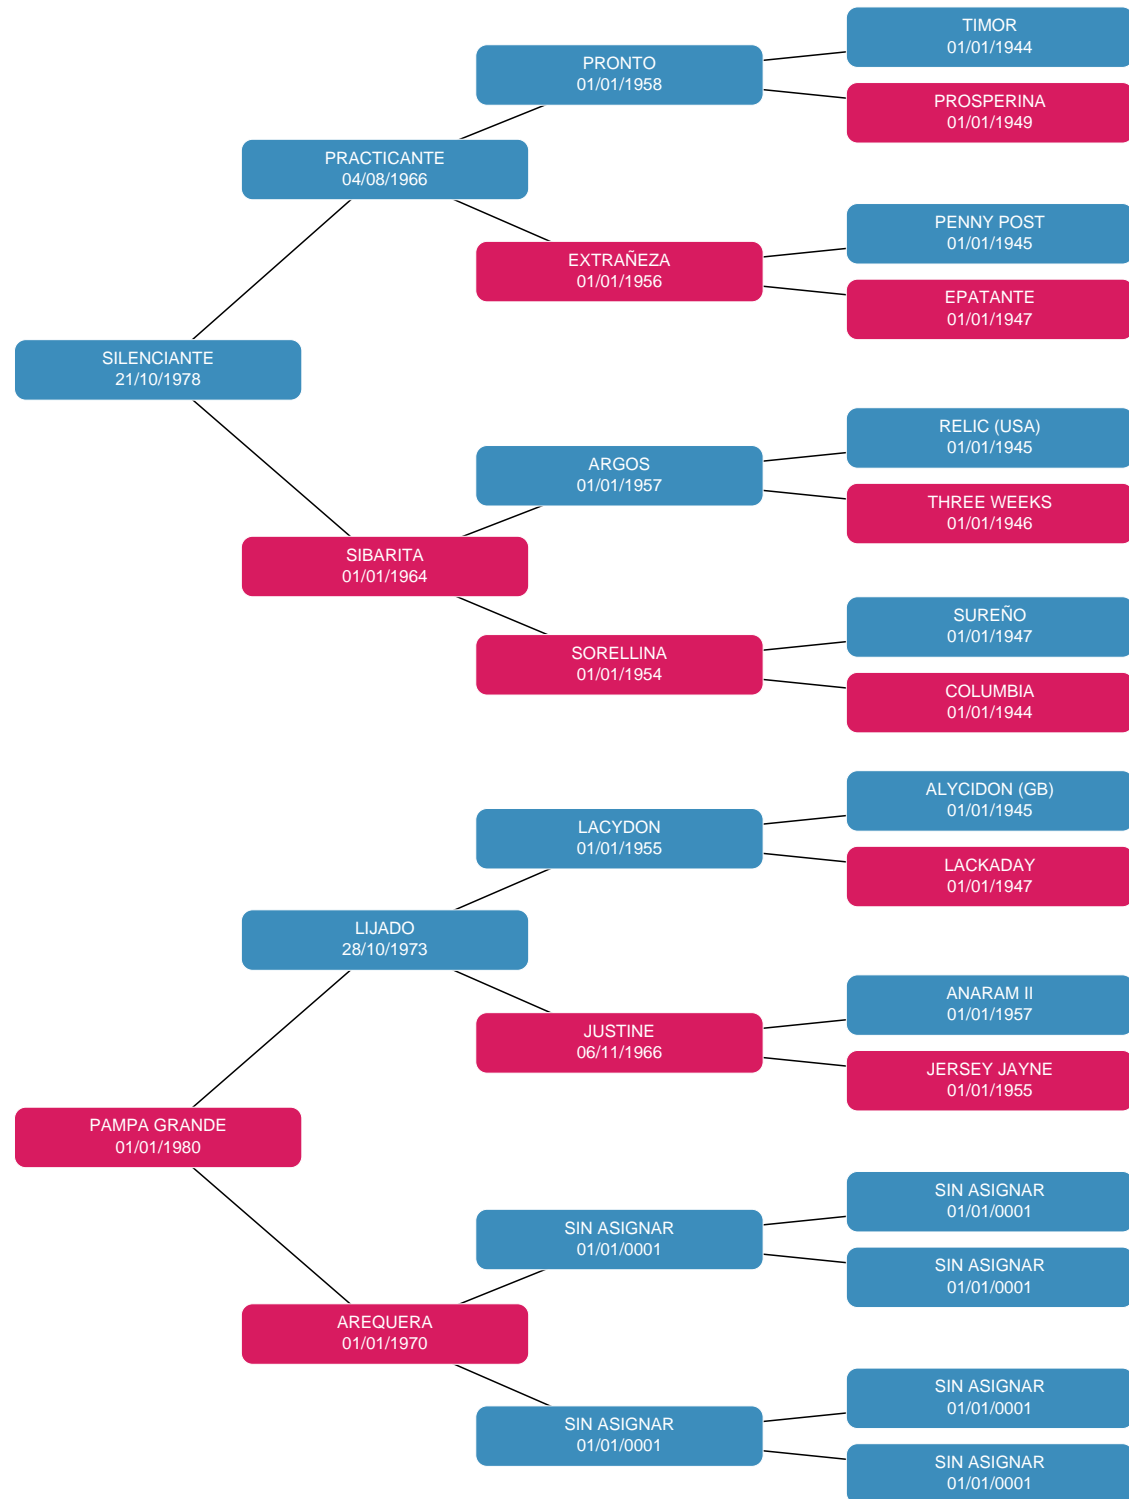 TIMOR
01/01/1944
PRONTO
01/01/1958
PROSPERINA
01/01/1949
PRACTICANTE
04/08/1966
PENNY POST
01/01/1945
EXTRAÑEZA
01/01/1956
EPATANTE
01/01/1947
SILENCIANTE
21/10/1978
RELIC (USA)
01/01/1945
ARGOS
01/01/1957
THREE WEEKS
01/01/1946
SIBARITA
01/01/1964
SUREÑO
01/01/1947
SORELLINA
01/01/1954
COLUMBIA
01/01/1944
ALYCIDON (GB)
01/01/1945
LACYDON
01/01/1955
LACKADAY
01/01/1947
LIJADO
28/10/1973
ANARAM II
01/01/1957
JUSTINE
06/11/1966
JERSEY JAYNE
01/01/1955
PAMPA GRANDE
01/01/1980
SIN ASIGNAR
01/01/0001
SIN ASIGNAR
01/01/0001
SIN ASIGNAR
01/01/0001
AREQUERA
01/01/1970
SIN ASIGNAR
01/01/0001
SIN ASIGNAR
01/01/0001
SIN ASIGNAR
01/01/0001